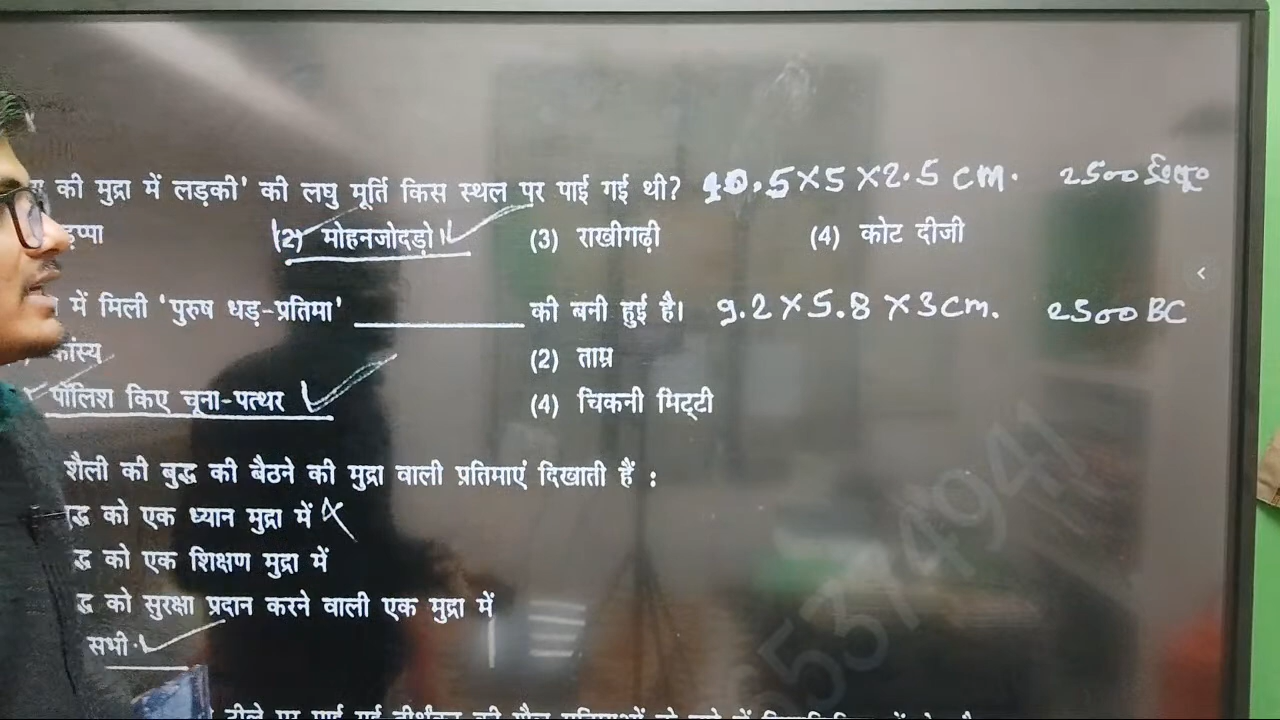 की मुद्रा में लड़की' की लघु मूर्ति किस स्थल पर पाई गई थी? 10.5×5×2.5 cm. 2500 ई०पू०
(2) मोहनजोदड़ो (3) राखीगढ़ी (4) कोट दीजी
में मिली 'पुरुष धड़-प्रतिमा' __________ की बनी हुई है। 9.2×5.8×3cm. 2500 BC
कांस्य (2) ताम्र
पॉलिश किए चूना-पत्थर (4) चिकनी मिट्टी
शैली की बुद्ध की बैठने की मुद्रा वाली प्रतिमाएं दिखाती हैं :
को एक ध्यान मुद्रा में
को एक शिक्षण मुद्रा में
को सुरक्षा प्रदान करने वाली एक मुद्रा में
सभी